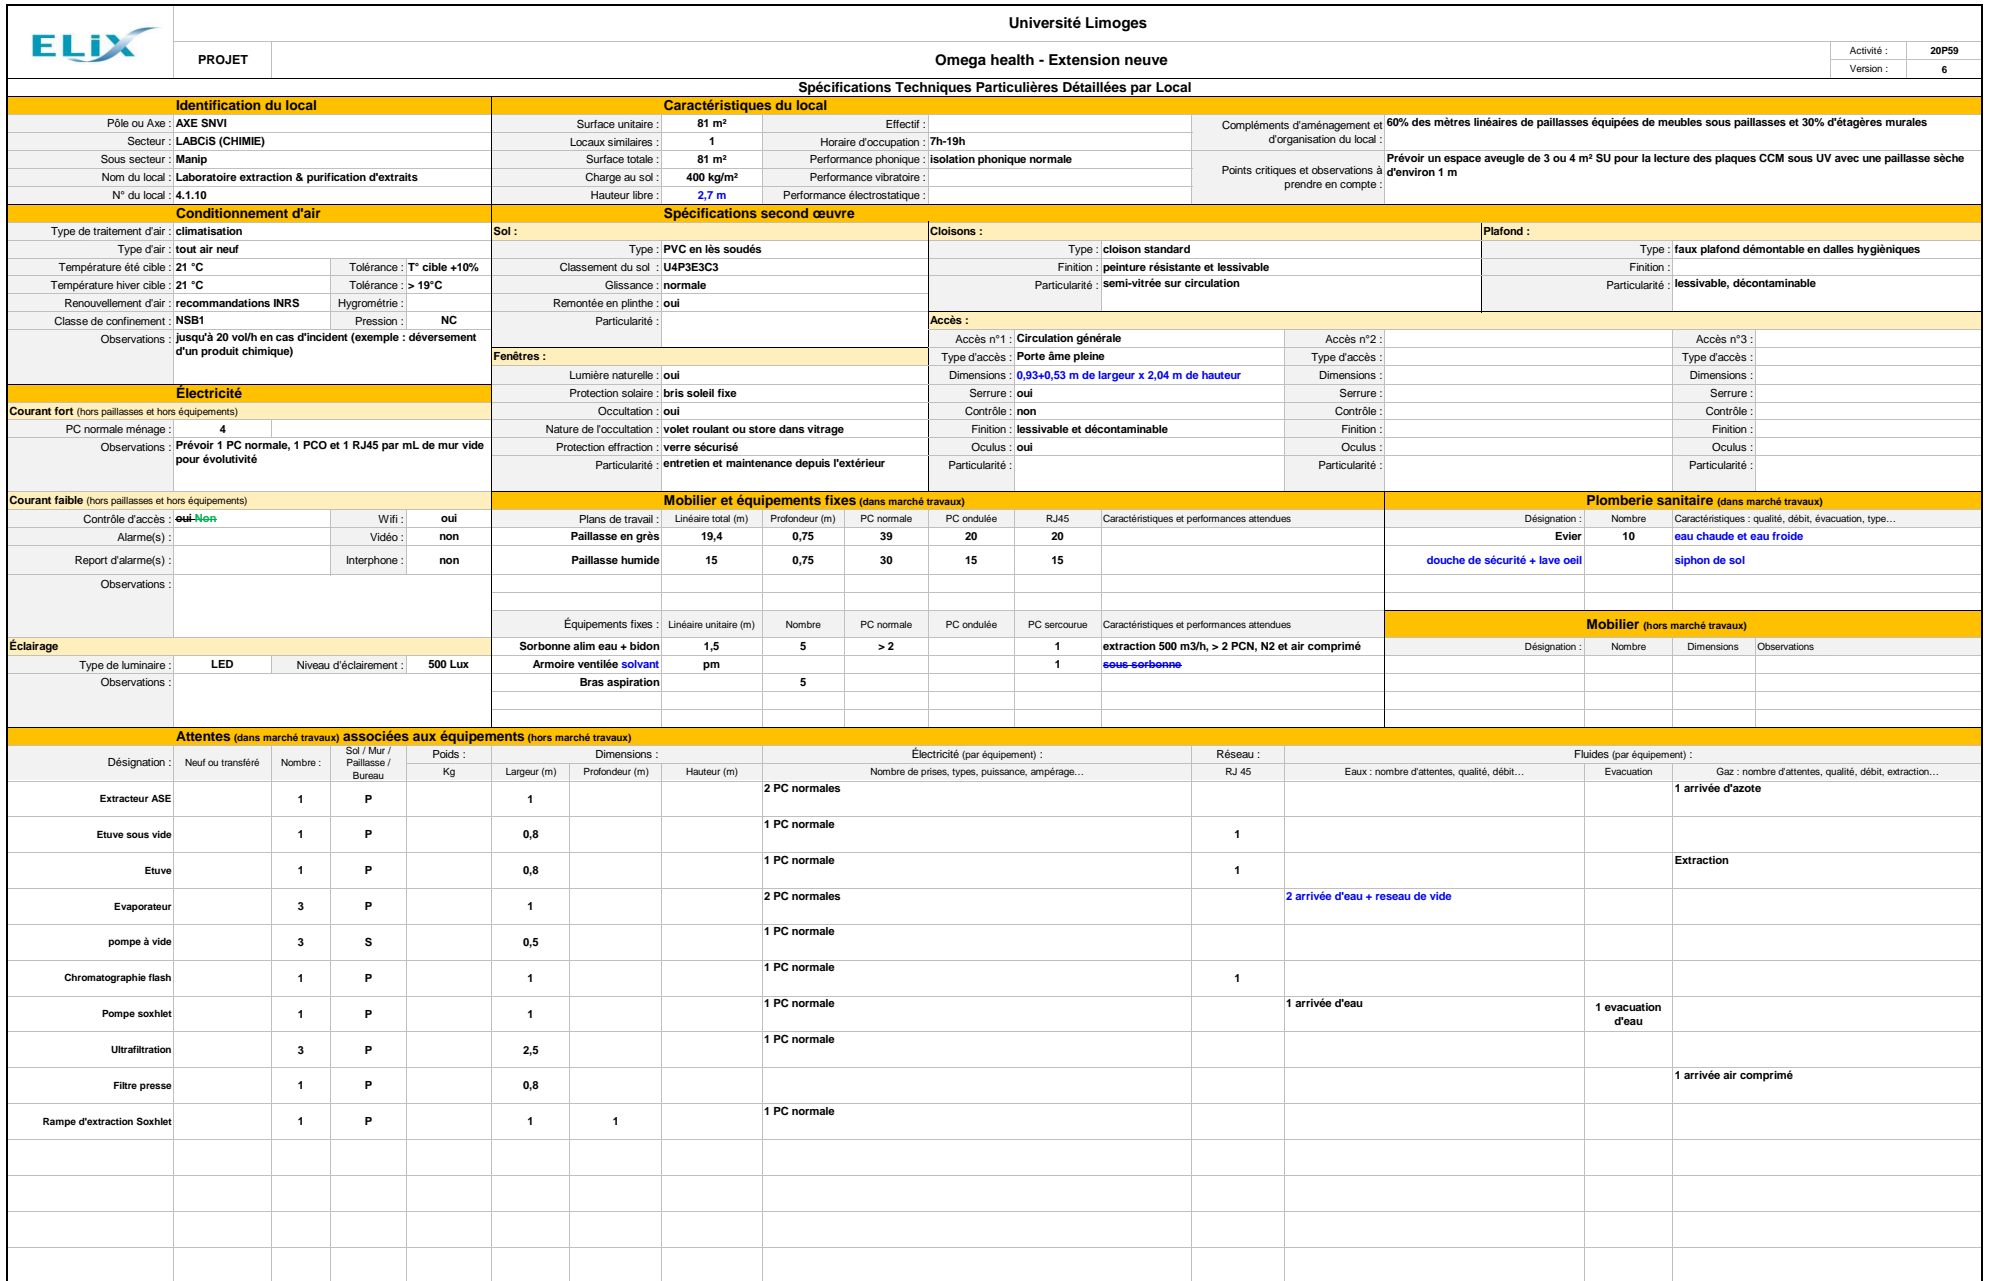 ELiX
Université Limoges
PROJET
Omega health - Extension neuve
Activité : 20P59
Version : 6
Spécifications Techniques Particulières Détaillées par Local
Identification du local
Pôle ou Axe : AXE SNVI
Secteur : LABCiS (CHIMIE)
Sous secteur : Manip
Nom du local : Laboratoire extraction & purification d'extraits
N° du local : 4.1.10
Caractéristiques du local
Surface unitaire : 81 m² Effectif :
Locaux similaires : 1 Horaire d'occupation : 7h-19h
Surface totale : 81 m² Performance phonique : isolation phonique normale
Charge au sol : 400 kg/m² Performance vibratoire :
Hauteur libre : 2,7 m Performance électrostatique :
Compléments d'aménagement et d'organisation du local : 60% des mètres linéaires de paillasses équipées de meubles sous paillasses et 30% d'étagères murales
Points critiques et observations à prendre en compte : Prévoir un espace aveugle de 3 ou 4 m² SU pour la lecture des plaques CCM sous UV avec une paillasse sèche d'environ 1 m
Conditionnement d'air
Type de traitement d'air : climatisation
Type d'air : tout air neuf
Température été cible : 21 °C Tolérance : T° cible +10%
Température hiver cible : 21 °C Tolérance : > 19°C
Renouvellement d'air : recommandations INRS Hygrométrie :
Classe de confinement : NSB1 Pression : NC
Observations : jusqu'à 20 vol/h en cas d'incident (exemple : déversement d'un produit chimique)
Spécifications second œuvre
Sol :
Type : PVC en lès soudés
Classement du sol : U4P3E3C3
Glissance : normale
Remontée en plinthe : oui
Particularité :
Cloisons :
Type : cloison standard
Finition : peinture résistante et lessivable
Particularité : semi-vitrée sur circulation
Plafond :
Type : faux plafond démontable en dalles hygièniques
Finition :
Particularité : lessivable, décontaminable
Fenêtres :
Lumière naturelle : oui
Protection solaire : bris soleil fixe
Occultation : oui
Nature de l'occultation : volet roulant ou store dans vitrage
Protection effraction : verre sécurisé
Particularité : entretien et maintenance depuis l'extérieur
Accès :
Accès n°1 : Circulation générale Accès n°2 : Accès n°3 :
Type d'accès : Porte âme pleine Type d'accès : Type d'accès :
Dimensions : 0,93+0,53 m de largeur x 2,04 m de hauteur Dimensions : Dimensions :
Serrure : oui Serrure : Serrure :
Contrôle : non Contrôle : Contrôle :
Finition : lessivable et décontaminable Finition : Finition :
Oculus : oui Oculus : Oculus :
Particularité : Particularité : Particularité :
Électricité
Courant fort (hors paillasses et hors équipements)
PC normale ménage : 4
Observations : Prévoir 1 PC normale, 1 PCO et 1 RJ45 par mL de mur vide pour évolutivité
Courant faible (hors paillasses et hors équipements)
Contrôle d'accès : oui Non Wifi : oui
Alarme(s) : Vidéo : non
Report d'alarme(s) : Interphone : non
Observations :
Éclairage
Type de luminaire : LED Niveau d'éclairement : 500 Lux
Observations :
Mobilier et équipements fixes (dans marché travaux)
Plans de travail : Linéaire total (m) Profondeur (m) PC normale PC ondulée RJ45 Caractéristiques et performances attendues
Paillasse en grès 19,4 0,75 39 20 20
Paillasse humide 15 0,75 30 15 15
Équipements fixes : Linéaire unitaire (m) Nombre PC normale PC ondulée PC sercourue Caractéristiques et performances attendues
Sorbonne alim eau + bidon 1,5 5 > 2 1 extraction 500 m3/h, > 2 PCN, N2 et air comprimé
Armoire ventilée solvant pm 1 sous sorbonne
Bras aspiration 5
Plomberie sanitaire (dans marché travaux)
Désignation : Nombre Caractéristiques : qualité, débit, évacuation, type…
Evier 10 eau chaude et eau froide
douche de sécurité + lave oeil siphon de sol
Mobilier (hors marché travaux)
Désignation : Nombre Dimensions Observations
Attentes (dans marché travaux) associées aux équipements (hors marché travaux)
Désignation : Neuf ou transféré Nombre : Sol / Mur / Paillasse / Bureau Poids : Dimensions : Électricité (par équipement) : Réseau : Fluides (par équipement) :
Kg Largeur (m) Profondeur (m) Hauteur (m) Nombre de prises, types, puissance, ampérage… RJ 45 Eaux : nombre d'attentes, qualité, débit… Evacuation Gaz : nombre d'attentes, qualité, débit, extraction…
Extracteur ASE 1 P 1 2 PC normales 1 arrivée d'azote
Etuve sous vide 1 P 0,8 1 PC normale 1
Etuve 1 P 0,8 1 PC normale 1 Extraction
Evaporateur 3 P 1 2 PC normales 2 arrivée d'eau + reseau de vide
pompe à vide 3 S 0,5 1 PC normale
Chromatographie flash 1 P 1 1 PC normale 1
Pompe soxhlet 1 P 1 1 PC normale 1 arrivée d'eau 1 evacuation d'eau
Ultrafiltration 3 P 2,5 1 PC normale
Filtre presse 1 P 0,8 1 arrivée air comprimé
Rampe d'extraction Soxhlet 1 P 1 1 1 PC normale